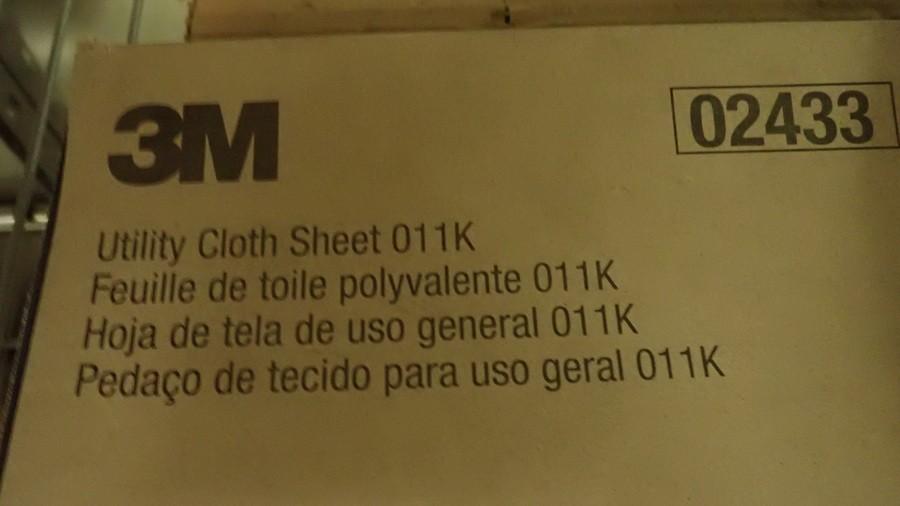 3M
02433
Utility Cloth Sheet 011K
Feuille de toile polyvalente 011K
Hoja de tela de uso general 011K
Pedaço de tecido para uso geral 011K